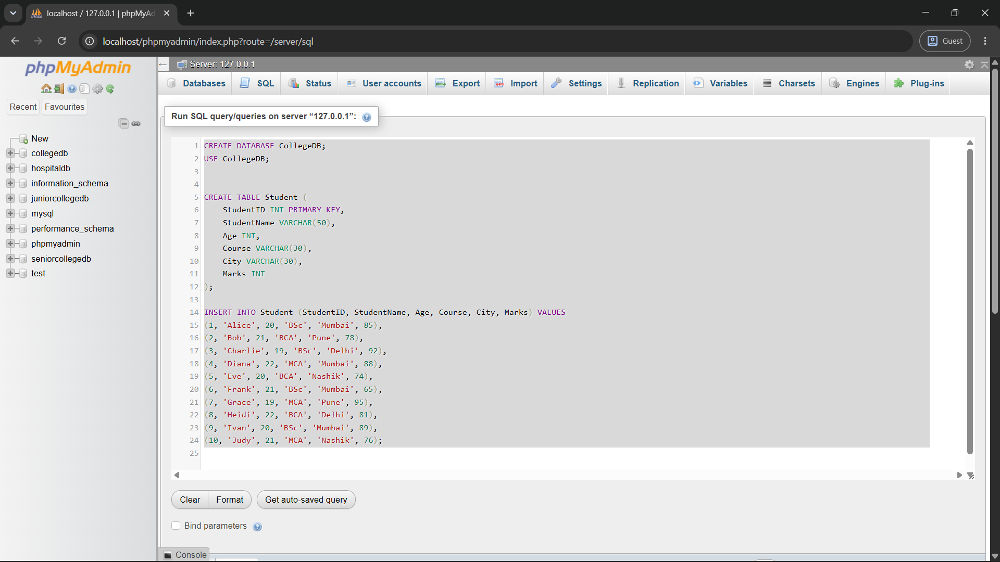 localhost / 127.0.0.1 | phpMyAd
localhost/phpmyadmin/index.php?route=/server/sql
Guest
phpMyAdmin
Recent Favourites
New
collegedb
hospitaldb
information_schema
juniorcollegedb
mysql
performance_schema
phpmyadmin
seniorcollegedb
test
Server: 127.0.0.1
Databases SQL Status User accounts Export Import Settings Replication Variables Charsets Engines Plug-ins
Run SQL query/queries on server “127.0.0.1”:
1 CREATE DATABASE CollegeDB;
2 USE CollegeDB;
3
4
5 CREATE TABLE Student (
6 StudentID INT PRIMARY KEY,
7 StudentName VARCHAR(50),
8 Age INT,
9 Course VARCHAR(30),
10 City VARCHAR(30),
11 Marks INT
12 );
13
14 INSERT INTO Student (StudentID, StudentName, Age, Course, City, Marks) VALUES
15 (1, 'Alice', 20, 'BSc', 'Mumbai', 85),
16 (2, 'Bob', 21, 'BCA', 'Pune', 78),
17 (3, 'Charlie', 19, 'BSc', 'Delhi', 92),
18 (4, 'Diana', 22, 'MCA', 'Mumbai', 88),
19 (5, 'Eve', 20, 'BCA', 'Nashik', 74),
20 (6, 'Frank', 21, 'BSc', 'Mumbai', 65),
21 (7, 'Grace', 19, 'MCA', 'Pune', 95),
22 (8, 'Heidi', 22, 'BCA', 'Delhi', 81),
23 (9, 'Ivan', 20, 'BSc', 'Mumbai', 89),
24 (10, 'Judy', 21, 'MCA', 'Nashik', 76);
25
Clear Format Get auto-saved query
Bind parameters
Console